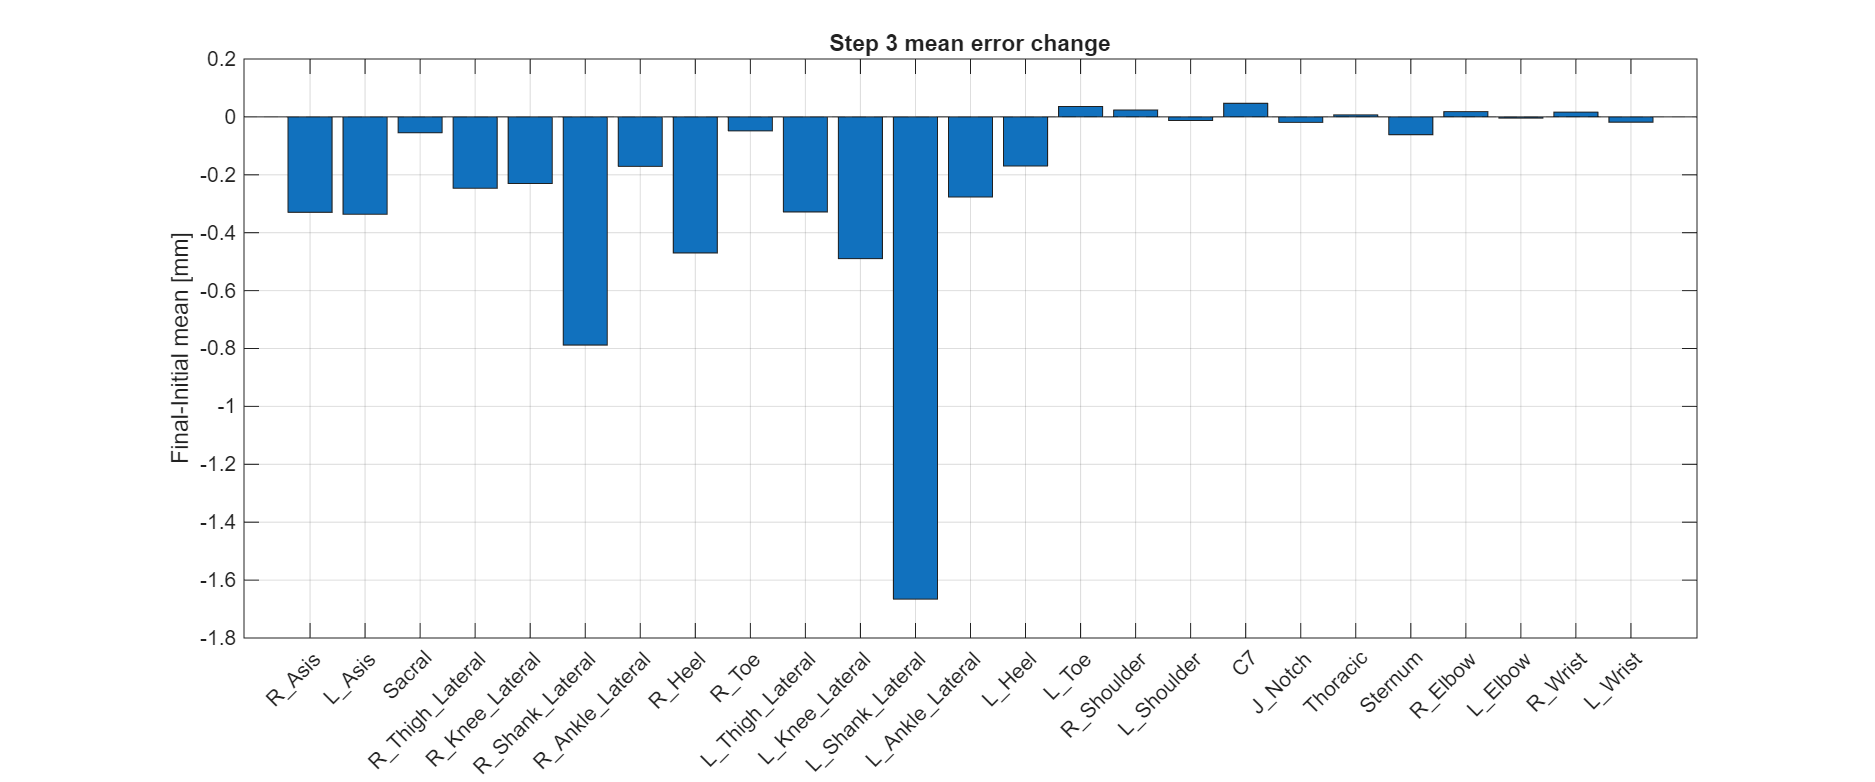 Step 3 mean error change
Final-Initial mean [mm]
0.2
0
-0.2
-0.4
-0.6
-0.8
-1
-1.2
-1.4
-1.6
-1.8
R_Asis
L_Asis
Sacral
R_Thigh_Lateral
R_Knee_Lateral
R_Shank_Lateral
R_Ankle_Lateral
R_Heel
R_Toe
L_Thigh_Lateral
L_Knee_Lateral
L_Shank_Lateral
L_Ankle_Lateral
L_Heel
L_Toe
R_Shoulder
L_Shoulder
C7
J_Notch
Thoracic
Sternum
R_Elbow
L_Elbow
R_Wrist
L_Wrist